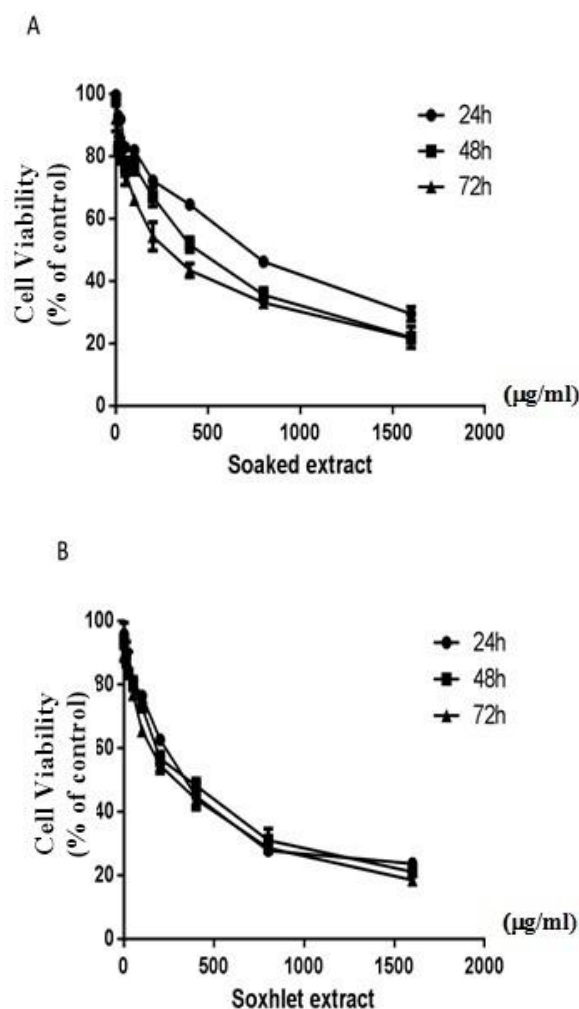 A
100
80
60
40
20
0
Cell Viability
(% of control)
24h
48h
72h
0
500
1000
1500
2000
(µg/ml)
Soaked extract
B
100
80
60
40
20
0
Cell Viability
(% of control)
24h
48h
72h
0
500
1000
1500
2000
(µg/ml)
Soxhlet extract